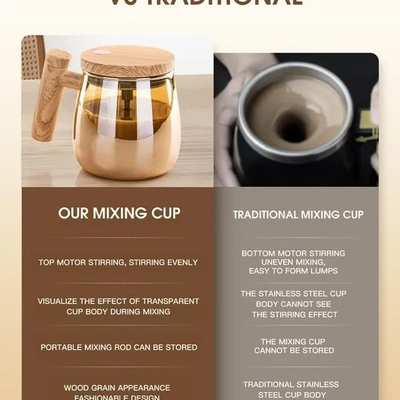 VS TRADITIONAL
OUR MIXING CUP
TOP MOTOR STIRRING, STIRRING EVENLY
VISUALIZE THE EFFECT OF TRANSPARENT
CUP BODY DURING MIXING
PORTABLE MIXING ROD CAN BE STORED
WOOD GRAIN APPEARANCE
FASHIONABLE DESIGN
TRADITIONAL MIXING CUP
BOTTOM MOTOR STIRRING
UNEVEN MIXING,
EASY TO FORM LUMPS
THE STAINLESS STEEL CUP
BODY CANNOT SEE
THE STIRRING EFFECT
THE MIXING CUP
CANNOT BE STORED
TRADITIONAL STAINLESS
STEEL CUP BODY